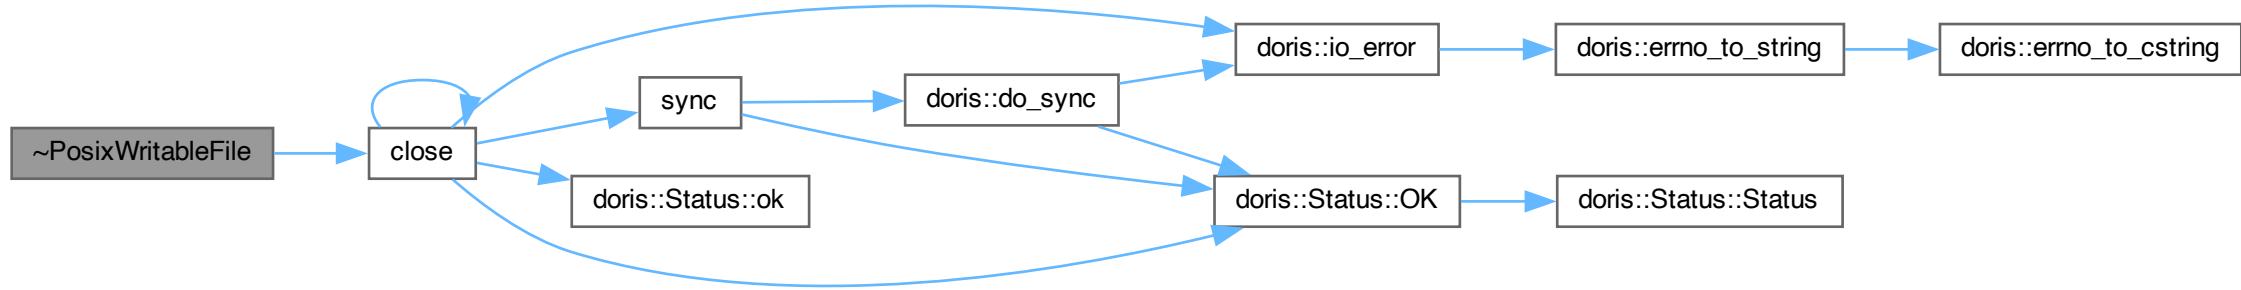 ~PosixWritableFile
close
sync
doris::Status::ok
doris::do_sync
doris::io_error
doris::Status::OK
doris::errno_to_string
doris::Status::Status
doris::errno_to_cstring